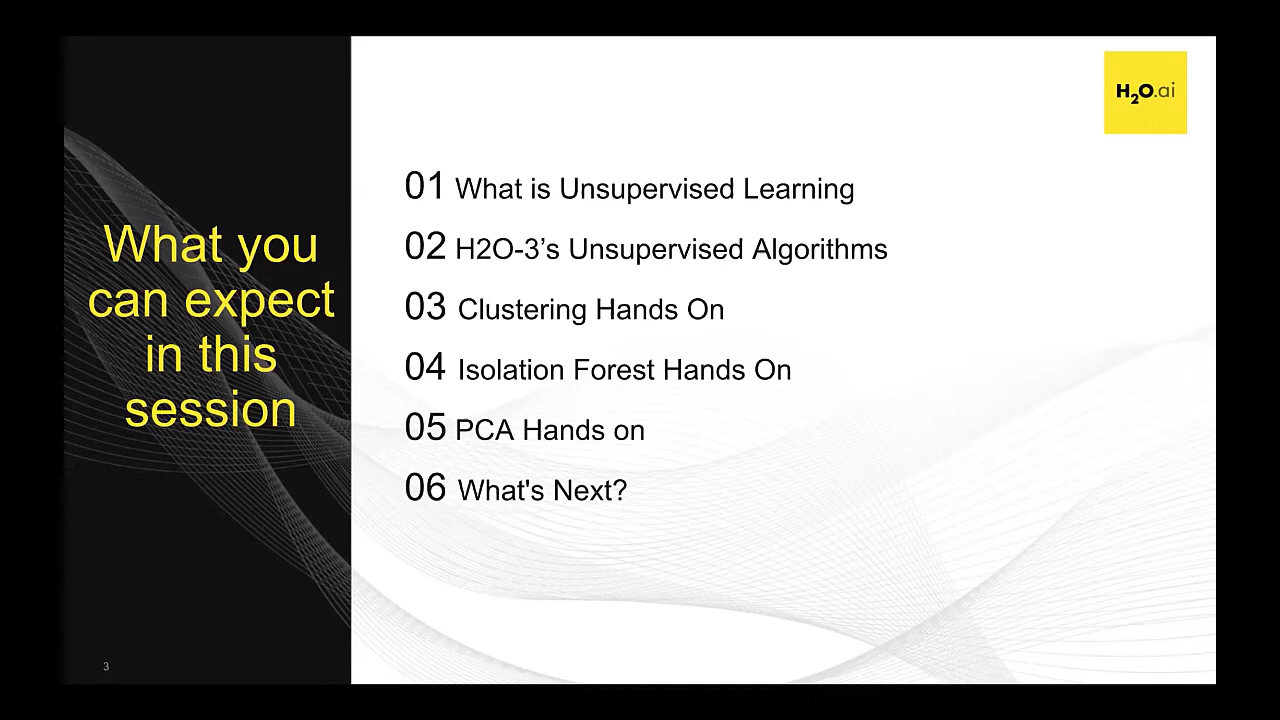 What you
can expect
in this
session
H2O.ai
01 What is Unsupervised Learning
02 H2O-3’s Unsupervised Algorithms
03 Clustering Hands On
04 Isolation Forest Hands On
05 PCA Hands on
06 What's Next?
3